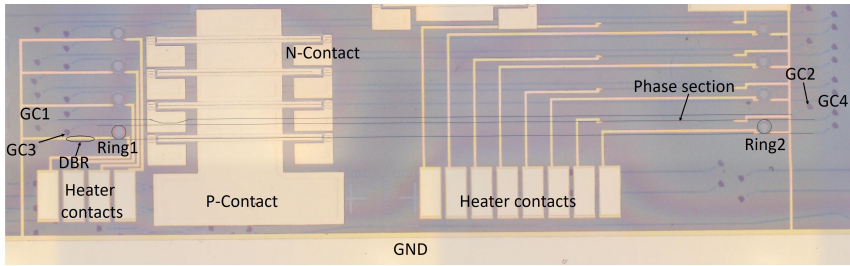 N-Contact
GC1
GC2
Phase section
GC4
GC3
DBR
Ring1
Ring2
Heater
contacts
P-Contact
Heater contacts
GND